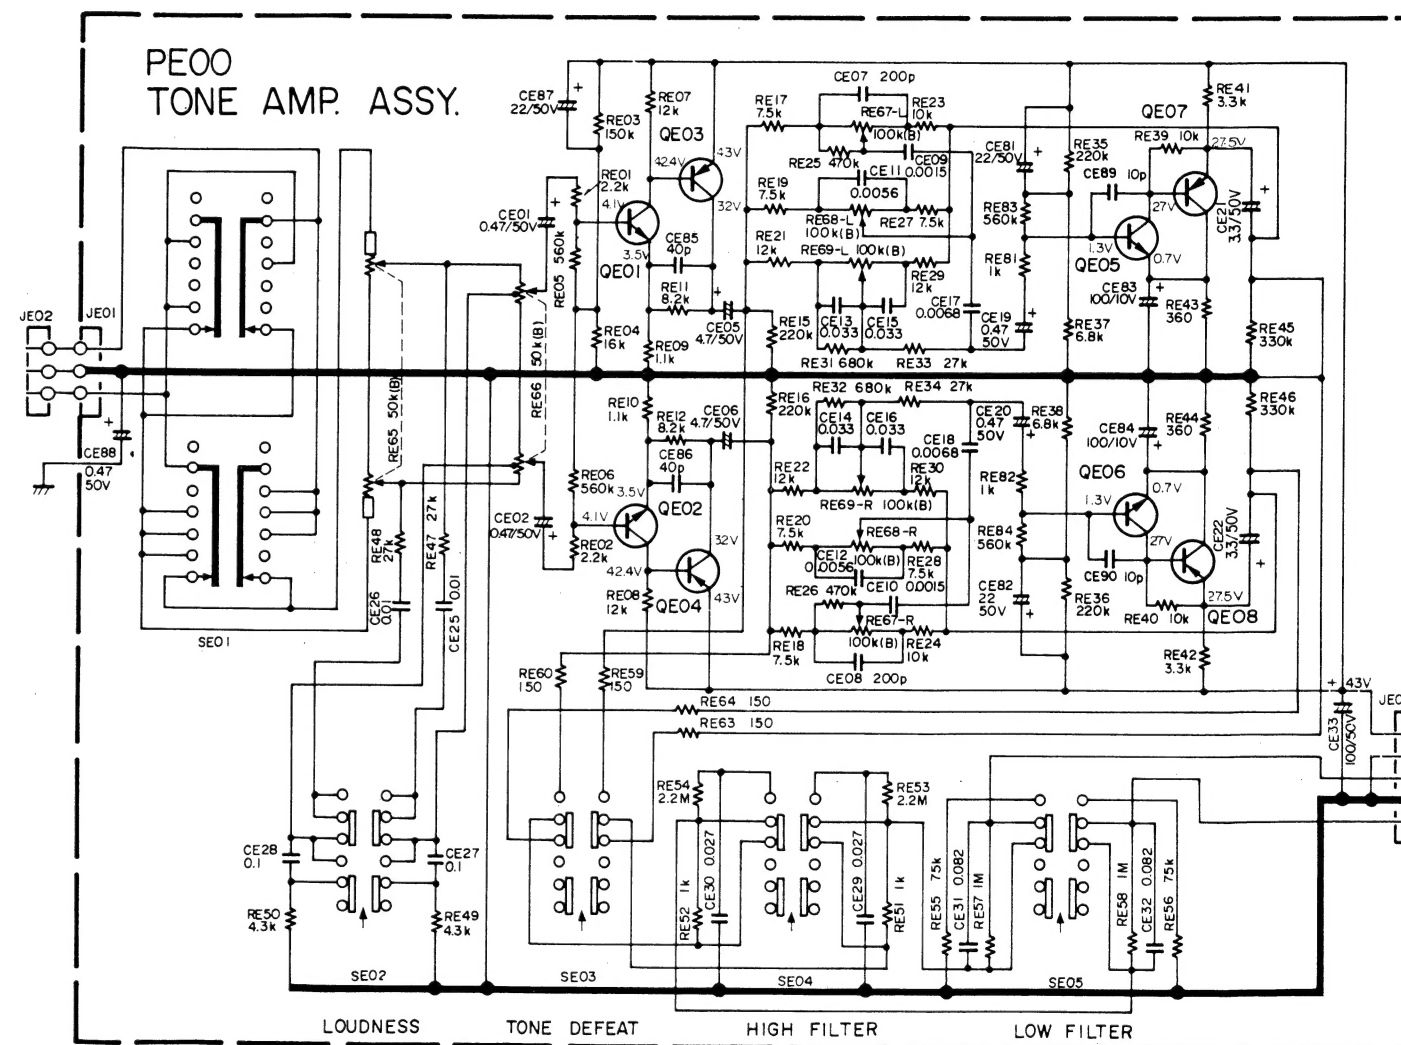 PE00
TONE AMP. ASSY.
CE87
22/50V
+
RE03
150k
RE07
12k
QE03
43V
42.4V
32V
RE01
2.2k
4.1V
CE01
0.47/50V
+
RE05 560k
QE01
3.5V
CE85
40p
RE11
8.2k
+
CE05
4.7/50V
RE04
16k
RE09
1.1k
RE17
7.5k
CE07 200p
RE67-L
100k(B)
RE23
10k
RE25 470k
CE09
0.0015
CE11
0.0056
RE19
7.5k
RE68-L
100k(B)
RE27 7.5k
RE21
12k
RE69-L 100k(B)
RE29
12k
CE13
0.033
CE15
0.033
CE17
0.0068
RE15
220k
RE31 680k
RE33 27k
CE81
22/50V
+
RE35
220k
RE83
560k
RE81
1k
CE19
0.47
50V
+
RE37
6.8k
CE89 10p
QE07
RE41
3.3k
RE39 10k
27.5V
27V
1.3V
QE05
0.7V
CE83
100/10V
+
RE43
360
CE21
3.3/50V
+
RE45
330k
JE02
JE01
CE88
0.47
50V
+
RE65 50k(B)
RE66 50k(B)
SE01
RE48
27k
RE47 27k
CE26
0.01
CE25 0.01
RE10
1.1k
RE12
8.2k
CE06
4.7/50V
CE86
40p
RE06
560k
3.5V
4.1V
QE02
CE02
0.47/50V
+
RE02
2.2k
32V
42.4V
43V
RE08
12k
QE04
RE16
220k
RE32 680k
RE34 27k
CE14
0.033
CE16
0.033
CE18
0.0068
RE22
12k
RE30
12k
RE69-R 100k(B)
RE20
7.5k
RE68-R
100k(B)
CE12
0.0056
RE28
7.5k
RE26 470k
CE10
0.0015
RE67-R
100k(B)
RE18
7.5k
RE24
10k
CE08 200p
CE20
0.47
50V
+
RE38
6.8k
RE82
1k
RE84
560k
CE82
22
50V
+
RE36
220k
CE84
100/10V
+
RE44
360
RE46
330k
QE06
1.3V
0.7V
27V
CE90 10p
CE22
3.3/50V
+
27.5V
RE40 10k
QE08
RE42
3.3k
RE60
150
RE59
150
RE64 150
RE63 150
+
43V
CE33
100/50V
CE28
0.1
CE27
0.1
RE50
4.3k
RE49
4.3k
RE54
2.2M
RE53
2.2M
RE52 1k
CE30 0.027
CE29 0.027
RE51 1k
RE55 75k
CE31 0.082
RE57 1M
RE58 1M
CE32 0.082
RE56 75k
SE02
SE03
SE04
SE05
LOUDNESS
TONE DEFEAT
HIGH FILTER
LOW FILTER